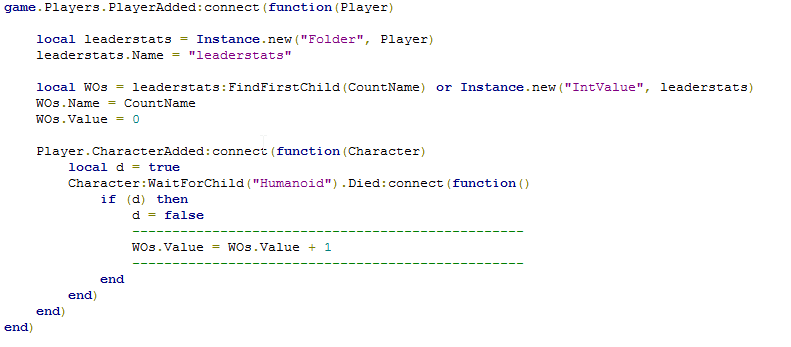 game.Players.PlayerAdded:connect(function(Player)
local leaderstats = Instance.new("Folder", Player)
leaderstats.Name = "leaderstats"
local WOs = leaderstats:FindFirstChild(CountName) or Instance.new("IntValue", leaderstats)
WOs.Name = CountName
WOs.Value = 0
Player.CharacterAdded:connect(function(Character)
local d = true
Character:WaitForChild("Humanoid").Died:connect(function()
if (d) then
d = false
-------------------------------------------------
WOs.Value = WOs.Value + 1
-------------------------------------------------
end
end)
end)
end)